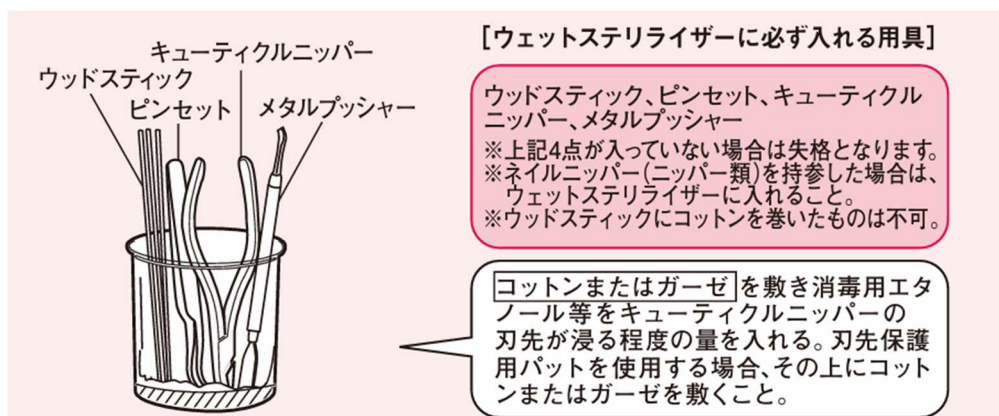 キューティクルニッパー
ウッドスティック
ピンセット
メタルプッシャー
[ウェットステリライザーに必ず入れる用具]
ウッドスティック、ピンセット、キューティクル
ニッパー、メタルプッシャー
※上記4点が入っていない場合は失格となります。
※ネイルニッパー(ニッパー類)を持参した場合は、
ウェットステリライザーに入れること。
※ウッドスティックにコットンを巻いたものは不可。
コットンまたはガーゼを敷き消毒用エタ
ノール等をキューティクルニッパーの
刃先が浸る程度の量を入れる。刃先保護
用パットを使用する場合、その上にコット
ンまたはガーゼを敷くこと。